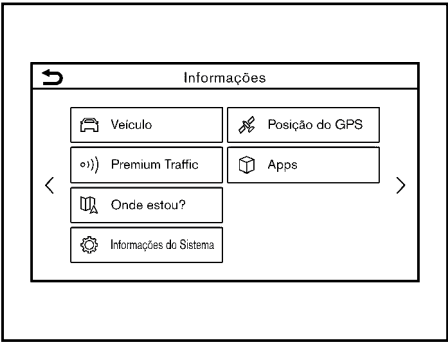 Informações
Veículo
Posição do GPS
Premium Traffic
Apps
Onde estou?
Informações do Sistema